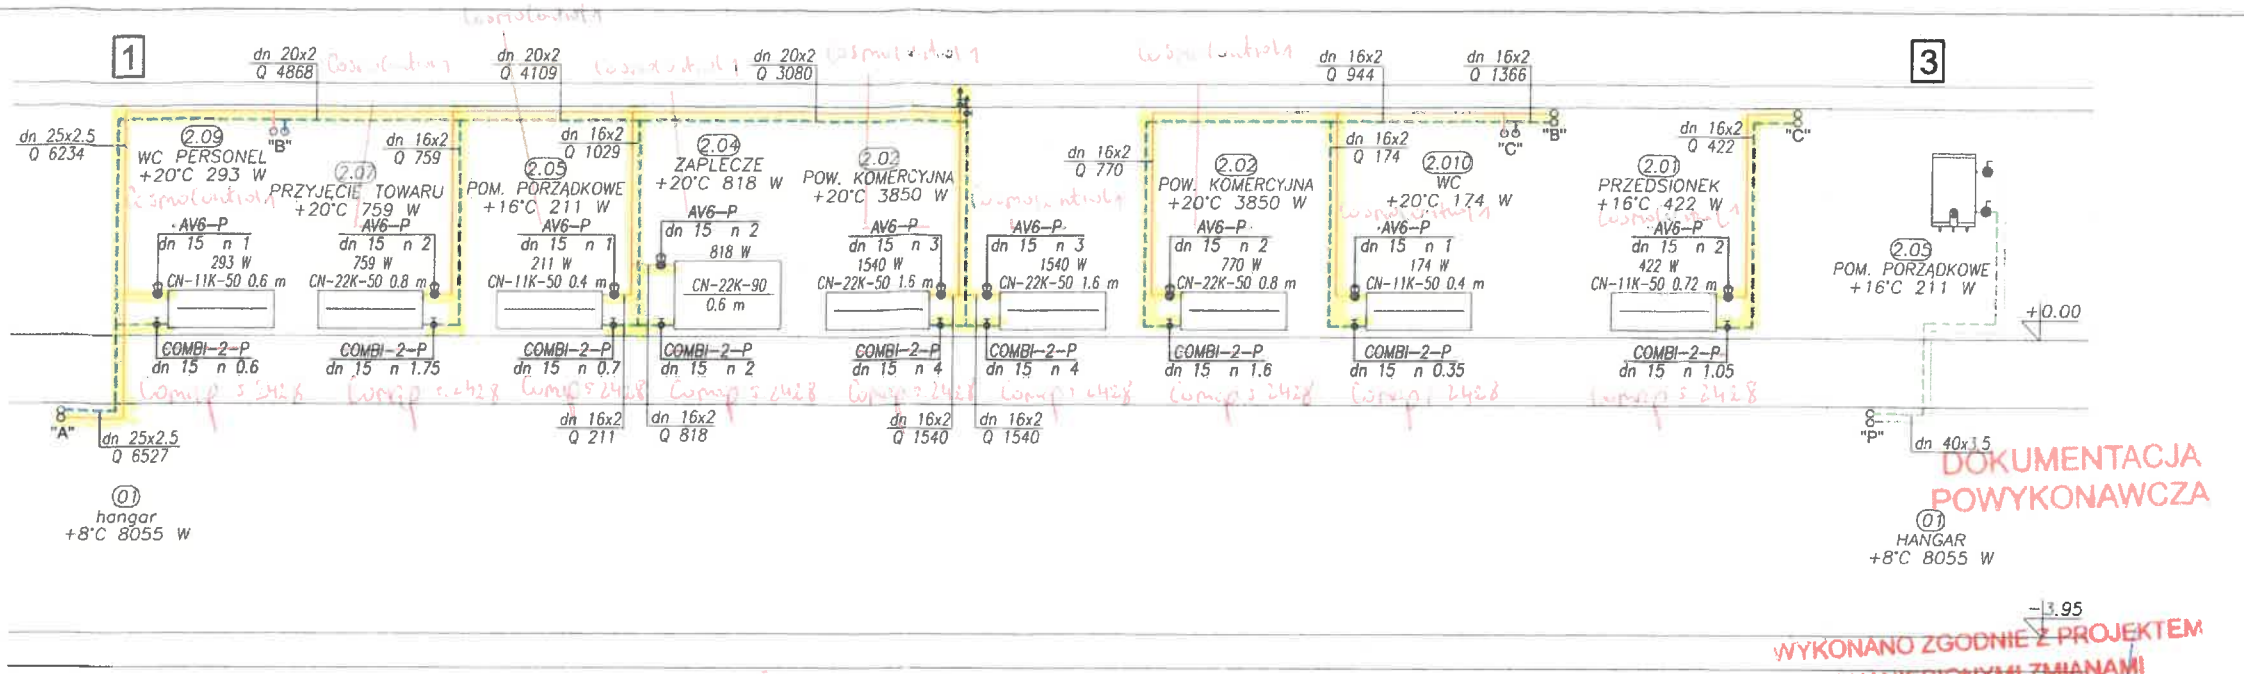 1
3
dn 20x2
Q 4868
dn 20x2
Q 4109
dn 20x2
Q 3080
dn 16x2
Q 944
dn 16x2
Q 1366
dn 25x2.5
Q 6234
2.09
WC PERSONEL
+20°C 293 W
"B"
2.07
PRZYJĘCIE TOWARU
+20°C 759 W
dn 16x2
Q 759
2.05
POM. PORZĄDKOWE
+16°C 211 W
dn 16x2
Q 1029
2.04
ZAPLECZE
+20°C 818 W
2.02
POW. KOMERCYJNA
+20°C 3850 W
dn 16x2
Q 770
2.02
POW. KOMERCYJNA
+20°C 3850 W
dn 16x2
Q 174
2.010
WC
+20°C 174 W
"C"
"B"
2.01
PRZEDSIONEK
+16°C 422 W
dn 16x2
Q 422
"C"
2.05
POM. PORZĄDKOWE
+16°C 211 W
AV6-P
dn 15 n 1
293 W
CN-11K-50 0.6 m
AV6-P
dn 15 n 2
759 W
CN-22K-50 0.8 m
AV6-P
dn 15 n 1
211 W
CN-11K-50 0.4 m
AV6-P
dn 15 n 2
818 W
CN-22K-90
0.6 m
AV6-P
dn 15 n 3
1540 W
CN-22K-50 1.6 m
AV6-P
dn 15 n 3
1540 W
CN-22K-50 1.6 m
AV6-P
dn 15 n 2
770 W
CN-22K-50 0.8 m
AV6-P
dn 15 n 1
174 W
CN-11K-50 0.4 m
AV6-P
dn 15 n 2
422 W
CN-11K-50 0.72 m
+0.00
COMBI-2-P
dn 15 n 0.6
COMBI-2-P
dn 15 n 1.75
COMBI-2-P
dn 15 n 0.7
COMBI-2-P
dn 15 n 2
COMBI-2-P
dn 15 n 4
COMBI-2-P
dn 15 n 4
COMBI-2-P
dn 15 n 1.6
COMBI-2-P
dn 15 n 0.35
COMBI-2-P
dn 15 n 1.05
"A"
dn 25x2.5
Q 6527
dn 16x2
Q 211
dn 16x2
Q 818
dn 16x2
Q 1540
dn 16x2
Q 1540
"P"
dn 40x3.5
DOKUMENTACJA
POWYKONAWCZA
01
hangar
+8°C 8055 W
01
HANGAR
+8°C 8055 W
-3.95
WYKONANO ZGODNIE Z PROJEKTEM
ZMIANAMI